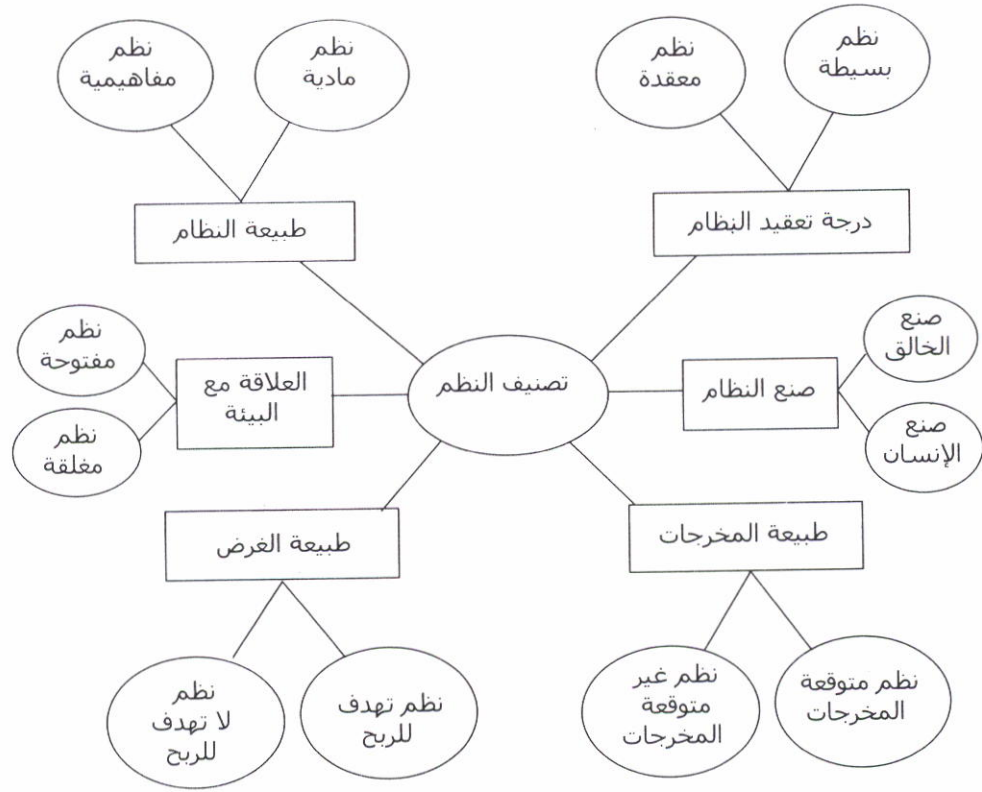 نظم
بسيطة
نظم
معقدة
نظم
مادية
نظم
مفاهيمية
درجة تعقيد النظام
طبيعة النظام
صنع
الخالق
نظم
مفتوحة
تصنيف النظم
صنع النظام
العلاقة مع
البيئة
صنع
الإنسان
نظم
مغلقة
طبيعة المخرجات
طبيعة الغرض
نظم متوقعة
المخرجات
نظم غير
متوقعة
المخرجات
نظم تهدف
للربح
نظم
لا تهدف
للربح